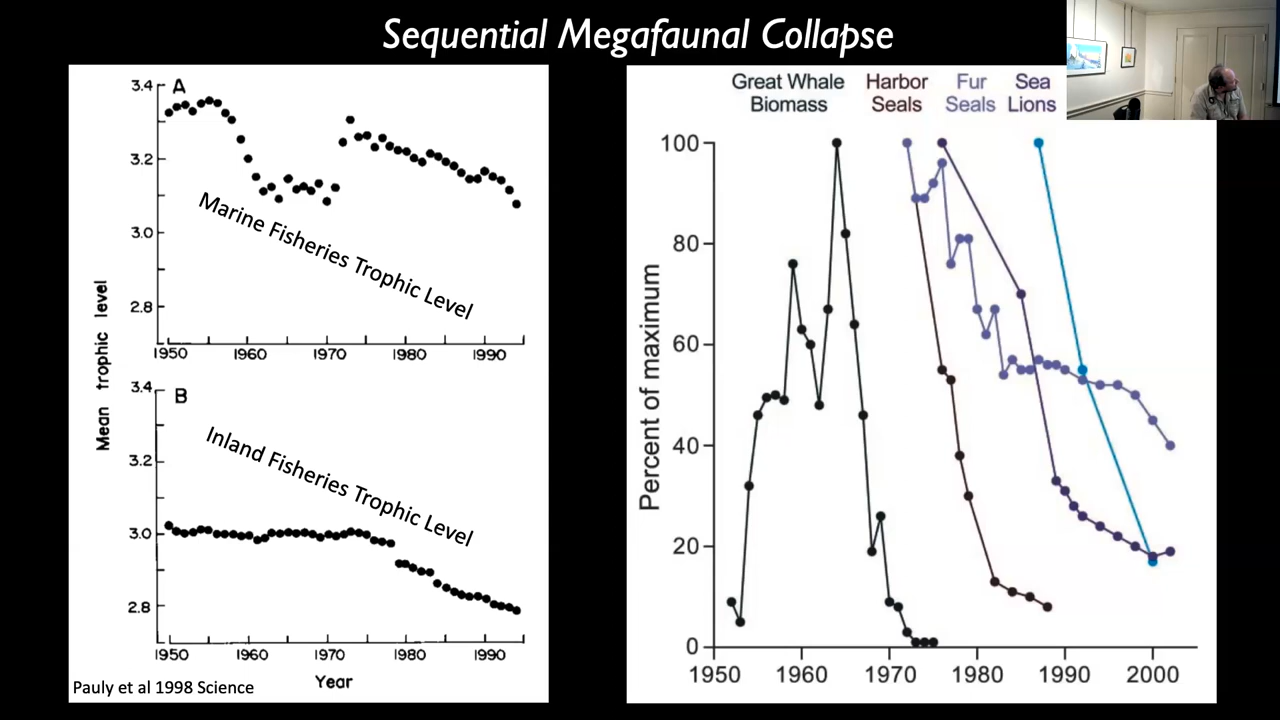 Sequential Megafaunal Collapse
A
3.4
3.2
3.0
2.8
Marine Fisheries Trophic Level
1950 1960 1970 1980 1990
Mean trophic level
B
3.4
3.2
3.0
2.8
Inland Fisheries Trophic Level
1950 1960 1970 1980 1990
Year
Pauly et al 1998 Science
Great Whale
Biomass
Harbor
Seals
Fur
Seals
Sea
Lions
Percent of maximum
100
80
60
40
20
0
1950 1960 1970 1980 1990 2000